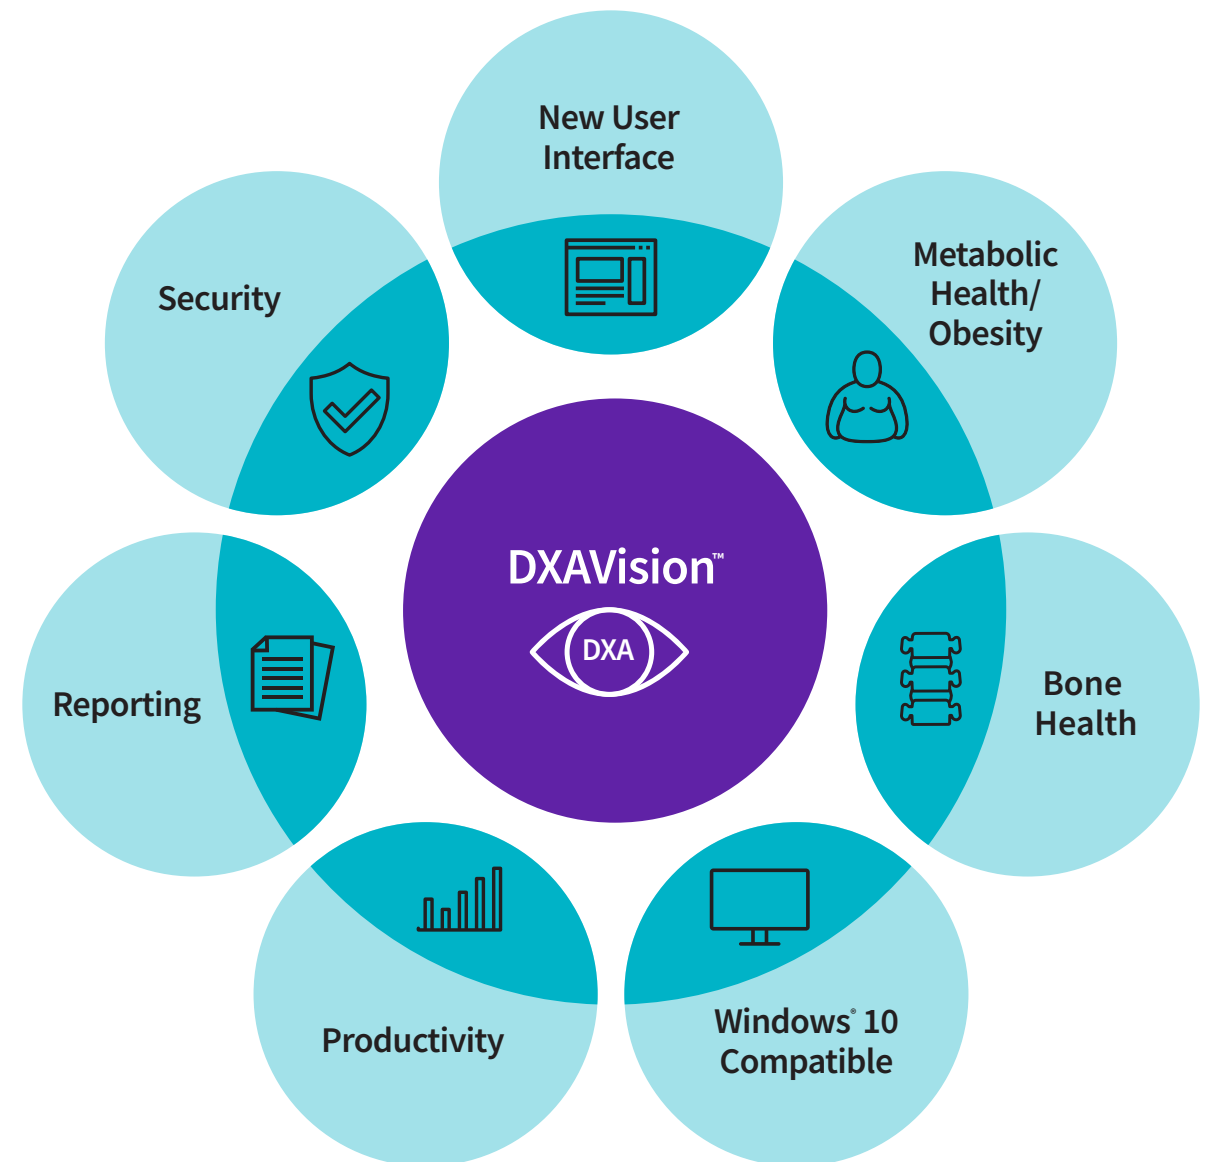 New User
Interface
Metabolic
Health/
Obesity
Security
DXAVision™
DXA
Bone
Health
Reporting
Windows® 10
Compatible
Productivity